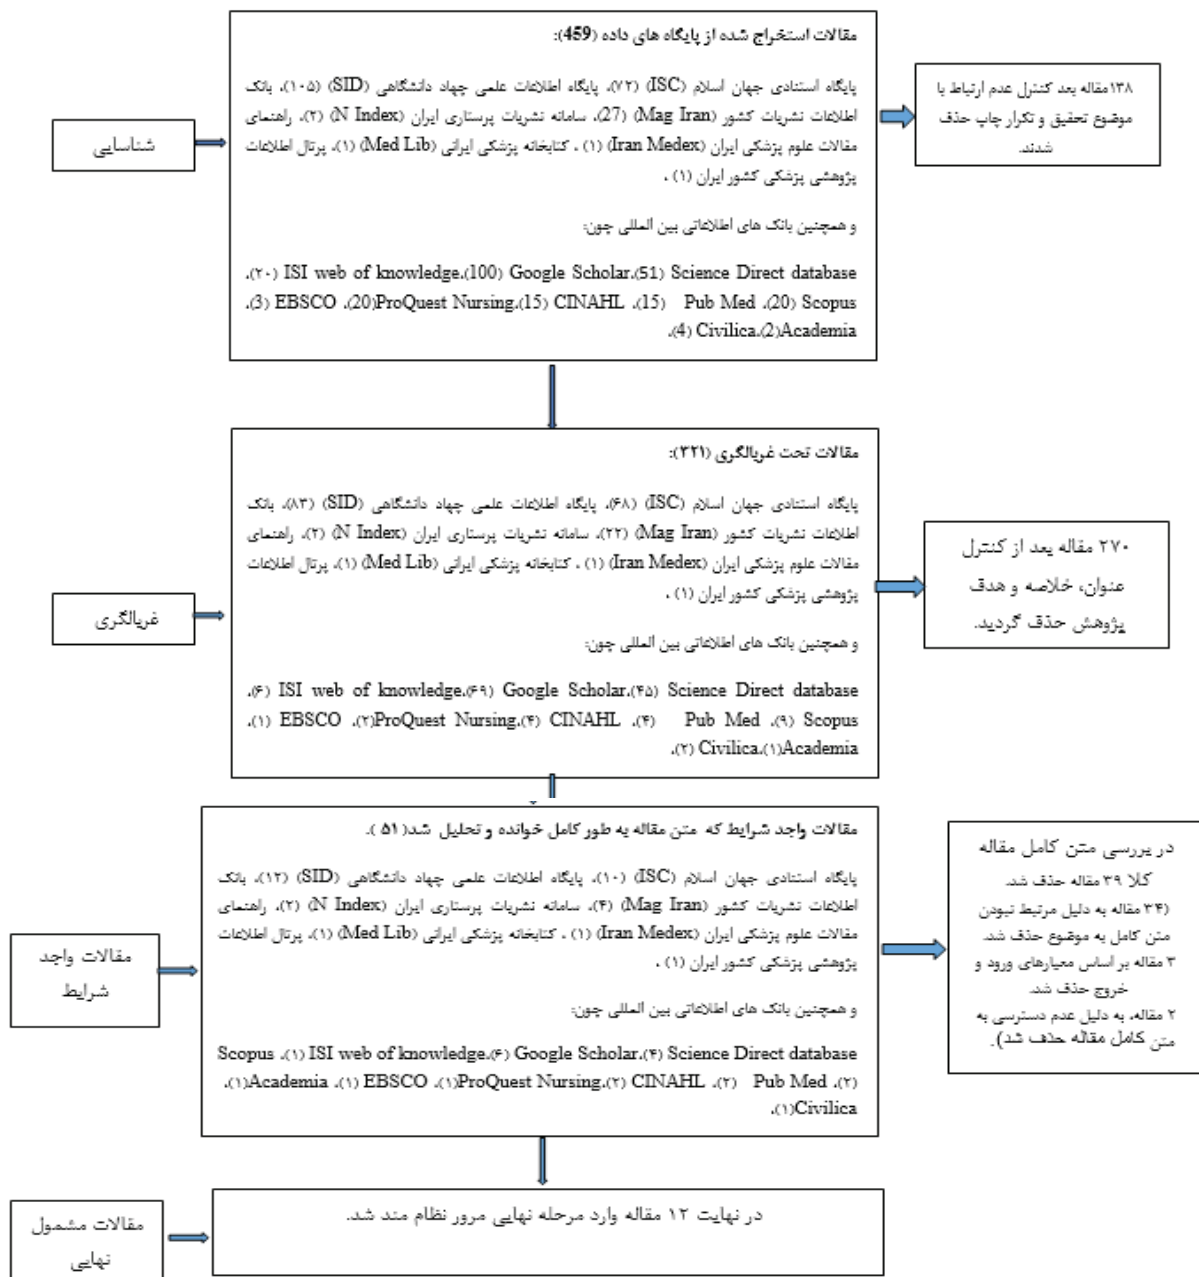 مقالات استخراج شده از پایگاه های داده (459):
پایگاه استنادی جهان اسلام (ISC) (۷۲)، پایگاه اطلاعات علمی جهاد دانشگاهی (SID) (۱۰۵)، بانک
اطلاعات نشریات کشور (Mag Iran) (27)، سامانه نشریات پرستاری ایران (N Index) (۲)، راهنمای
مقالات علوم پزشکی ایران (Iran Medex) (۱) ، کتابخانه پزشکی ایرانی (Med Lib) (۱)، پرتال اطلاعات
پژوهشی پزشکی کشور ایران (۱) ،
و همچنین بانک های اطلاعاتی بین المللی چون:
،(۲۰) ISI web of knowledge،(100) Google Scholar،(51) Science Direct database
،(3) EBSCO ،(20)ProQuest Nursing،(15) CINAHL ،(15) Pub Med ،(20) Scopus
،(4) Civilica،(2)Academia
۱۳۸مقاله بعد کنترل عدم ارتباط با
موضوع تحقیق و تکرار چاپ حذف
شدند.
شناسایی
مقالات تحت غربالگری (۳۲۱):
پایگاه استنادی جهان اسلام (ISC) (۶۸)، پایگاه اطلاعات علمی جهاد دانشگاهی (SID) (۸۳)، بانک
اطلاعات نشریات کشور (Mag Iran) (۲۲)، سامانه نشریات پرستاری ایران (N Index) (۲)، راهنمای
مقالات علوم پزشکی ایران (Iran Medex) (۱) ، کتابخانه پزشکی ایرانی (Med Lib) (۱)، پرتال اطلاعات
پژوهشی پزشکی کشور ایران (۱) ،
و همچنین بانک های اطلاعاتی بین المللی چون:
،(۶) ISI web of knowledge،(۶۹) Google Scholar،(۴۵) Science Direct database
،(۱) EBSCO ،(۲)ProQuest Nursing،(۴) CINAHL ،(۴) Pub Med ،(۹) Scopus
،(۲) Civilica،(۱)Academia
۲۷۰ مقاله بعد از کنترل
عنوان، خلاصه و هدف
پژوهش حذف گردید.
غربالگری
مقالات واجد شرایط که متن مقاله به طور کامل خوانده و تحلیل شد( ۵۱ ).
پایگاه استنادی جهان اسلام (ISC) (۱۰)، پایگاه اطلاعات علمی جهاد دانشگاهی (SID) (۱۲)، بانک
اطلاعات نشریات کشور (Mag Iran) (۴)، سامانه نشریات پرستاری ایران (N Index) (۲)، راهنمای
مقالات علوم پزشکی ایران (Iran Medex) (۱) ، کتابخانه پزشکی ایرانی (Med Lib) (۱)، پرتال اطلاعات
پژوهشی پزشکی کشور ایران (۱) ،
و همچنین بانک های اطلاعاتی بین المللی چون:
Scopus ،(۱) ISI web of knowledge،(۶) Google Scholar،(۴) Science Direct database
،(۱)Academia ،(۱) EBSCO ،(۱)ProQuest Nursing،(۲) CINAHL ،(۲) Pub Med ،(۲)
،(۱)Civilica
در بررسی متن کامل مقاله
کلا ۳۹ مقاله حذف شد.
(۳۴ مقاله به دلیل مرتبط نبودن
متن کامل به موضوع حذف شد.
۳ مقاله بر اساس معیارهای ورود و
خروج حذف شد.
۲ مقاله، به دلیل عدم دسترسی به
متن کامل مقاله حذف شد).
مقالات واجد
شرایط
در نهایت ۱۲ مقاله وارد مرحله نهایی مرور نظام مند شد.
مقالات مشمول
نهایی